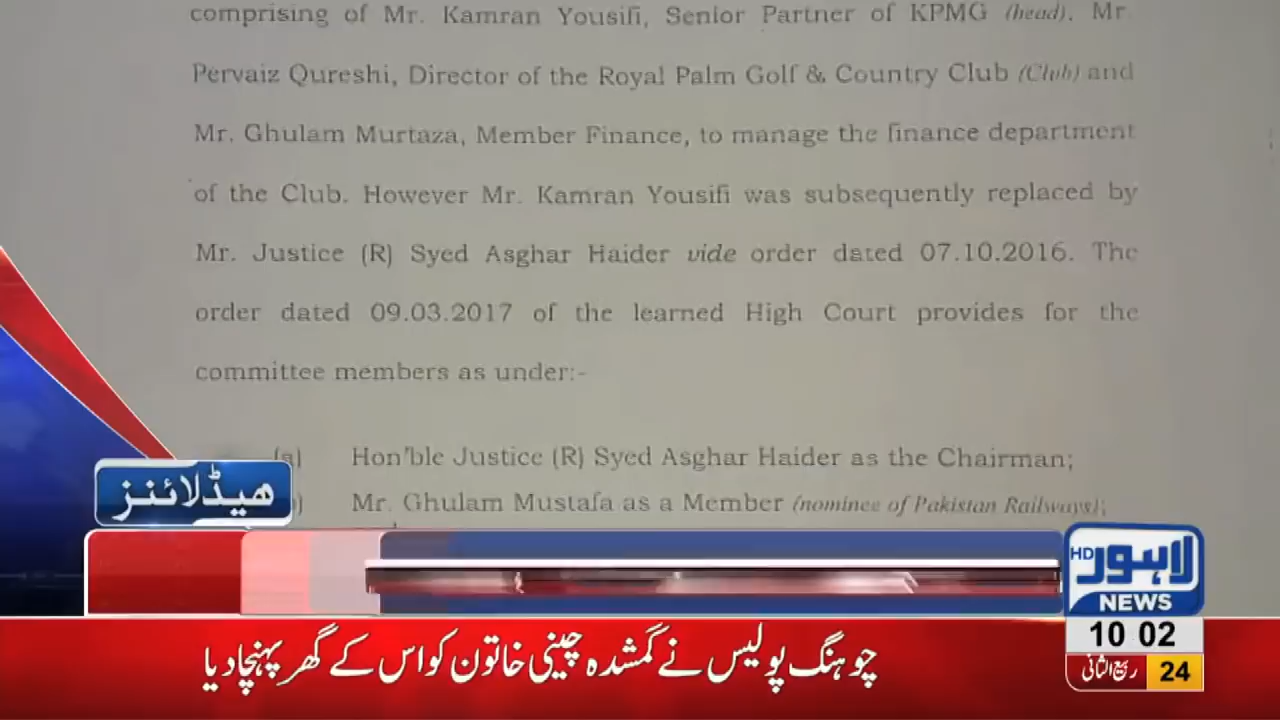 comprising of Mr. Kamran Yousifi, Senior Partner of KPMG (head), Mr.
Pervaiz Qureshi, Director of the Royal Palm Golf & Country Club (Club) and
Mr. Ghulam Murtaza, Member Finance, to manage the finance department
of the Club. However Mr. Kamran Yousifi was subsequently replaced by
Mr. Justice (R) Syed Asghar Haider vide order dated 07.10.2016. The
order dated 09.03.2017 of the learned High Court provides for the
committee members as under:-
(a) Hon'ble Justice (R) Syed Asghar Haider as the Chairman;
Mr. Ghulam Mustafa as a Member (nominee of Pakistan Railways);
ہیڈلائنز
لاہور HD
NEWS
10 02
چوہنگ پولیس نے گمشدہ چینی خاتون کو اس کے گھر پہنچا دیا
24 ربیع الثانی